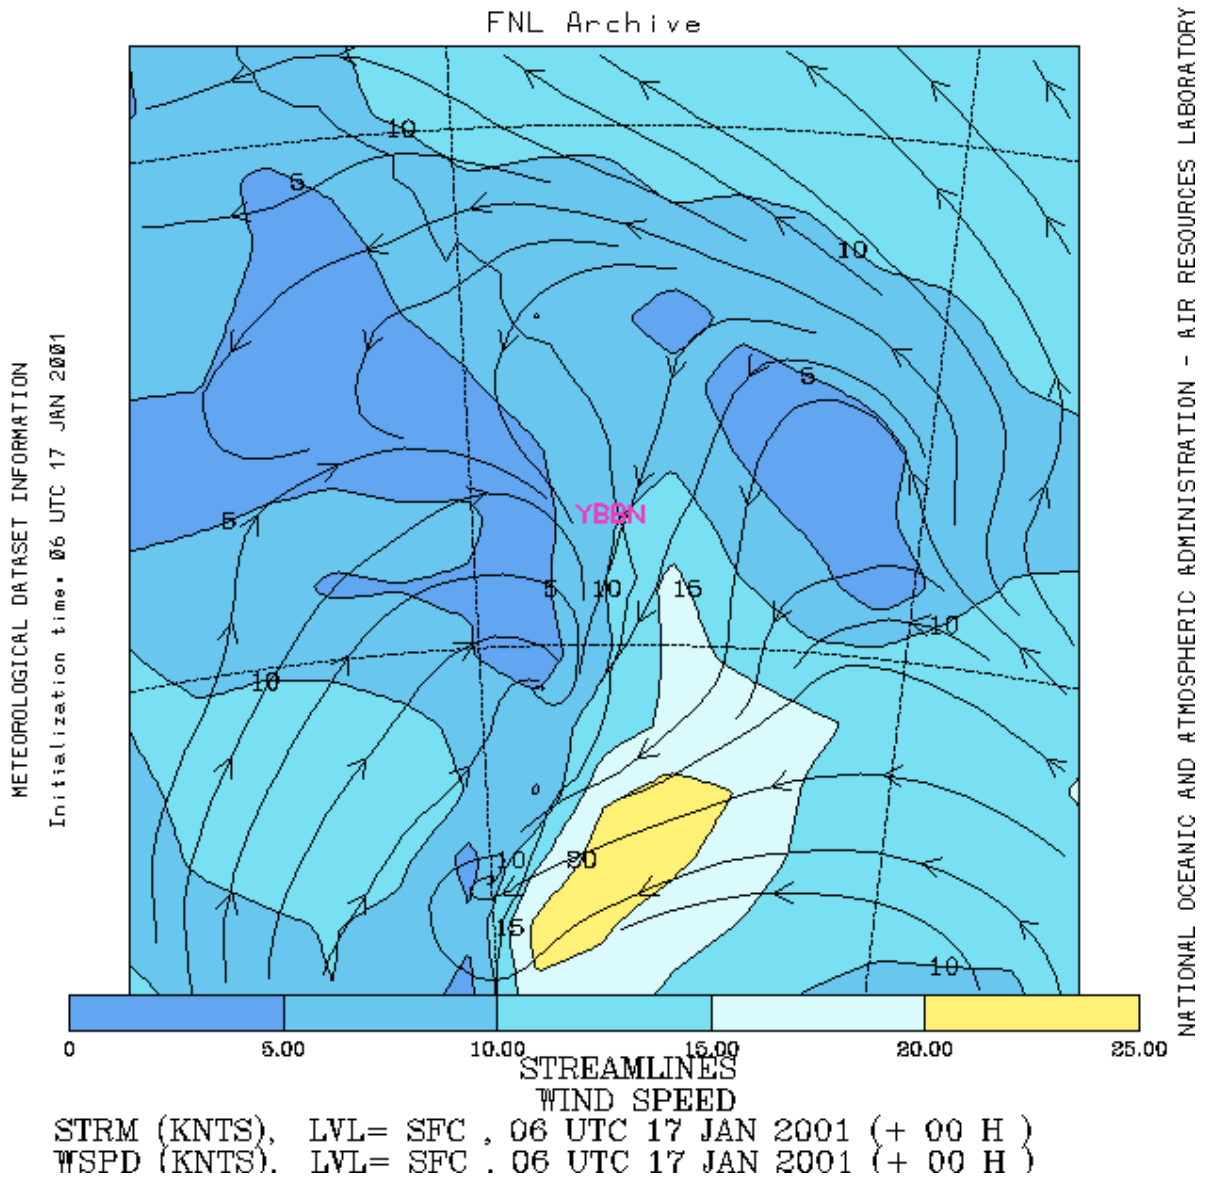 FNL Archive
NATIONAL OCEANIC AND ATMOSPHERIC ADMINISTRATION - AIR RESOURCES LABORATORY
METEOROLOGICAL DATASET INFORMATION
Initialization time: 06 UTC 17 JAN 2001
10
5
10
5
5
YBBN
5 10 15
10
10
10 20
15
10
0 5.00 10.00 15.00 20.00 25.00
STREAMLINES
WIND SPEED
STRM (KNTS), LVL= SFC , 06 UTC 17 JAN 2001 (+ 00 H )
WSPD (KNTS), LVL= SFC , 06 UTC 17 JAN 2001 (+ 00 H )